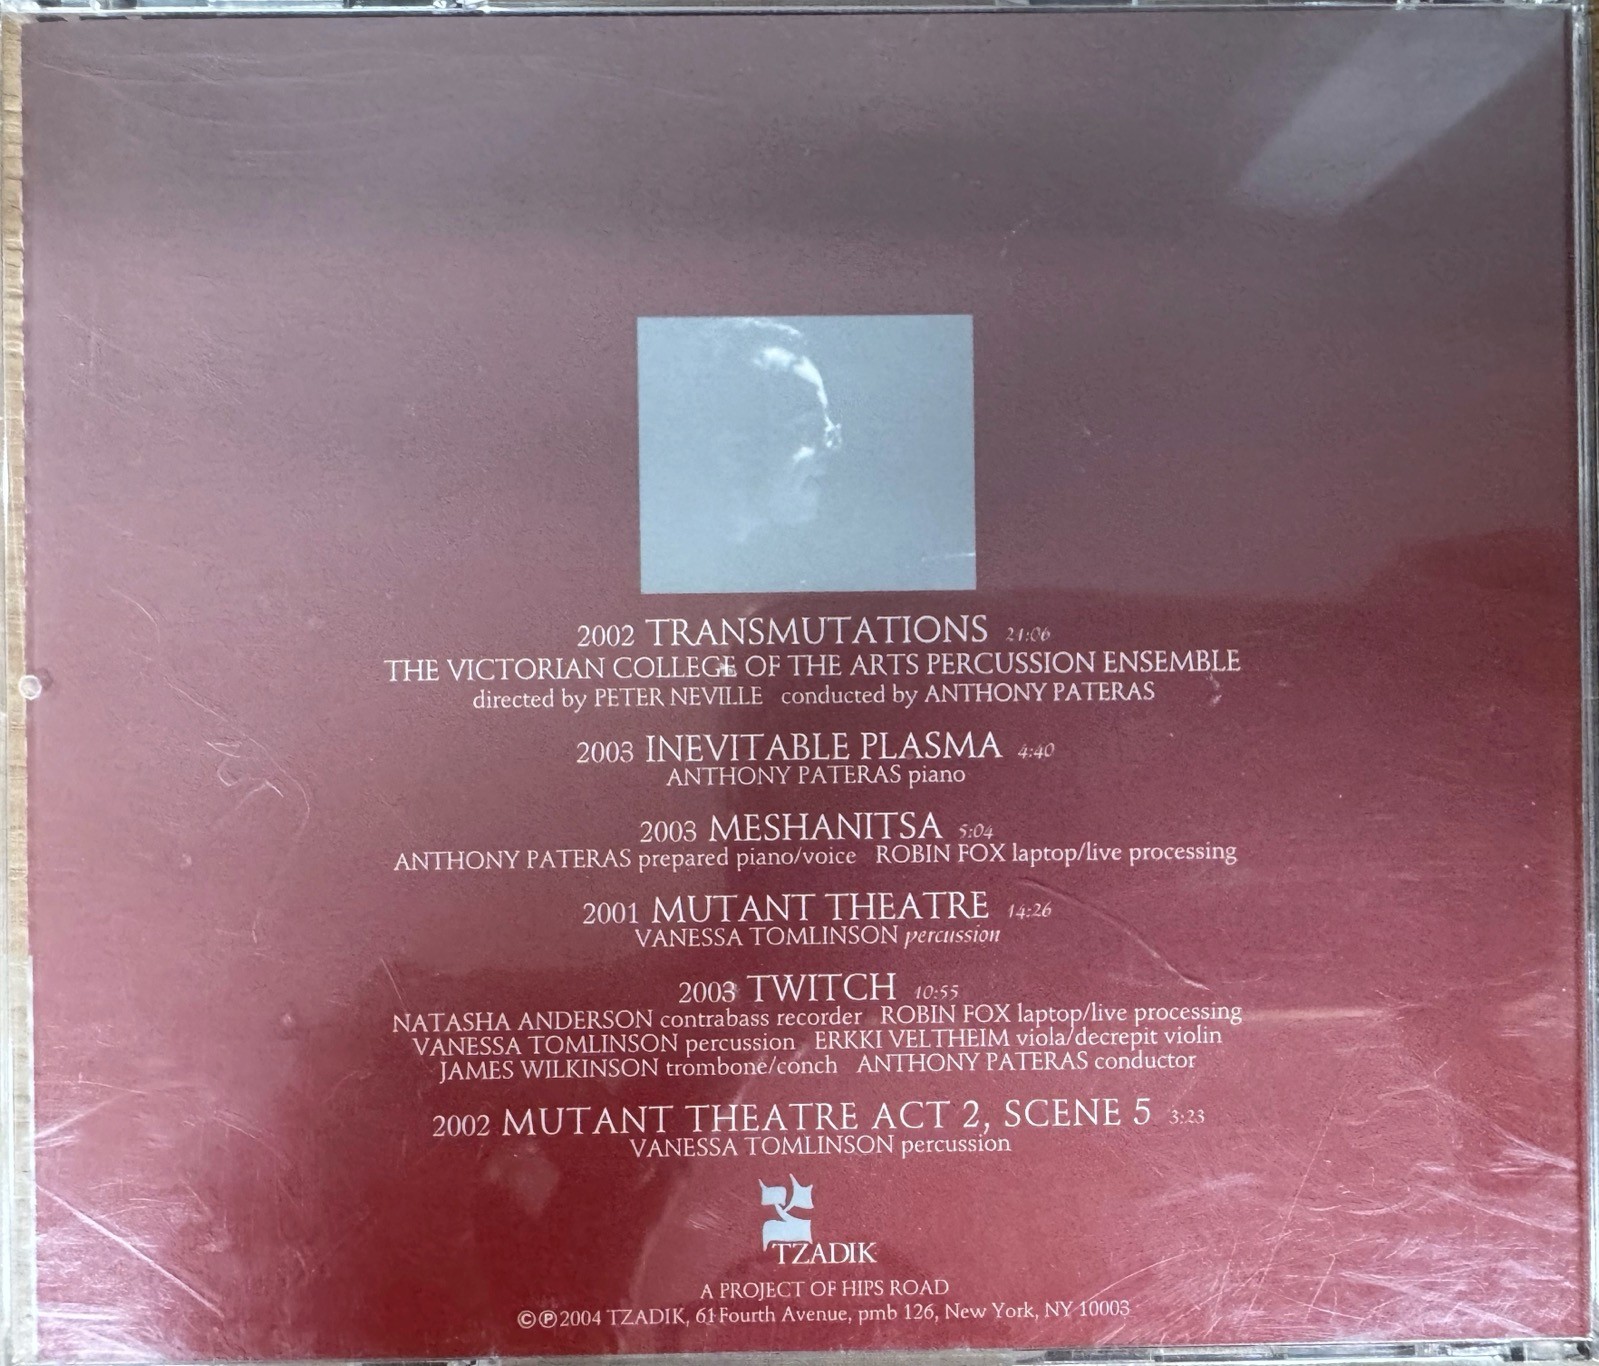 2002 TRANSMUTATIONS 21:06
THE VICTORIAN COLLEGE OF THE ARTS PERCUSSION ENSEMBLE
directed by PETER NEVILLE conducted by ANTHONY PATERAS
2003 INEVITABLE PLASMA 4:40
ANTHONY PATERAS piano
2003 MESHANITSA 5:04
ANTHONY PATERAS prepared piano/voice ROBIN FOX laptop/live processing
2001 MUTANT THEATRE 14:26
VANESSA TOMLINSON percussion
2003 TWITCH 10:55
NATASHA ANDERSON contrabass recorder ROBIN FOX laptop/live processing
VANESSA TOMLINSON percussion ERKKI VELTHEIM viola/decrepit violin
JAMES WILKINSON trombone/conch ANTHONY PATERAS conductor
2002 MUTANT THEATRE ACT 2, SCENE 5 3:23
VANESSA TOMLINSON percussion
צ
TZADIK
A PROJECT OF HIPS ROAD
©℗2004 TZADIK, 61 Fourth Avenue, pmb 126, New York, NY 10003